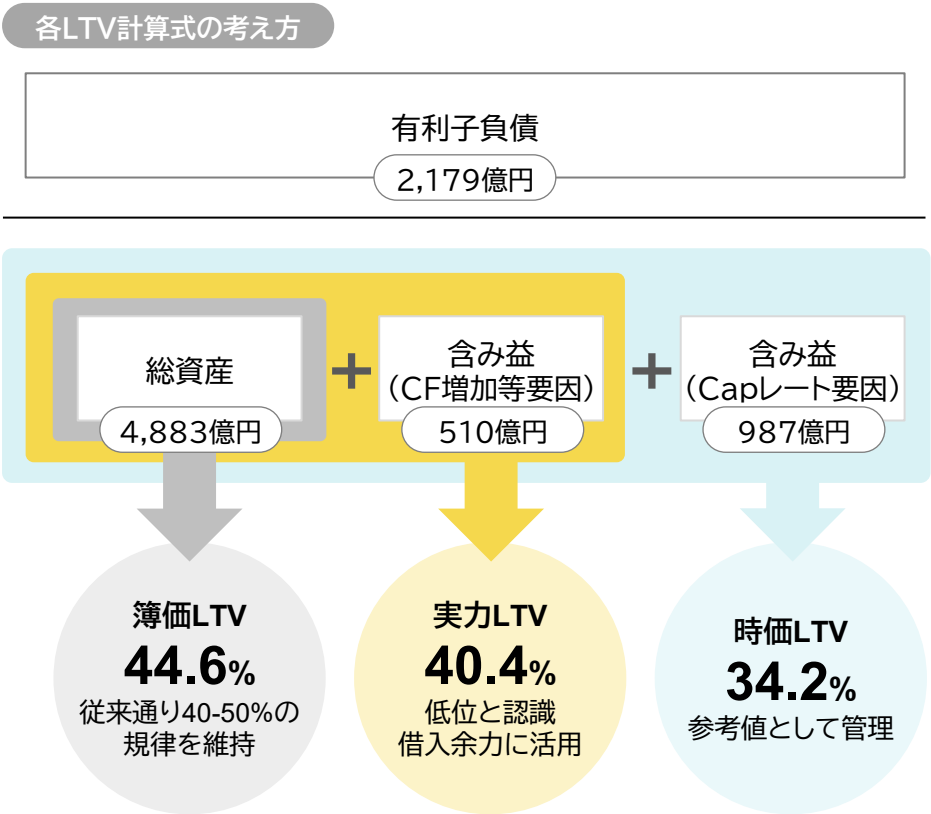 各LTV計算式の考え方
有利子負債
2,179億円
総資産
4,883億円
+
含み益
(CF増加等要因)
510億円
+
含み益
(Capレート要因)
987億円
簿価LTV
44.6%
従来通り40-50%の
規律を維持
実力LTV
40.4%
低位と認識
借入余力に活用
時価LTV
34.2%
参考値として管理